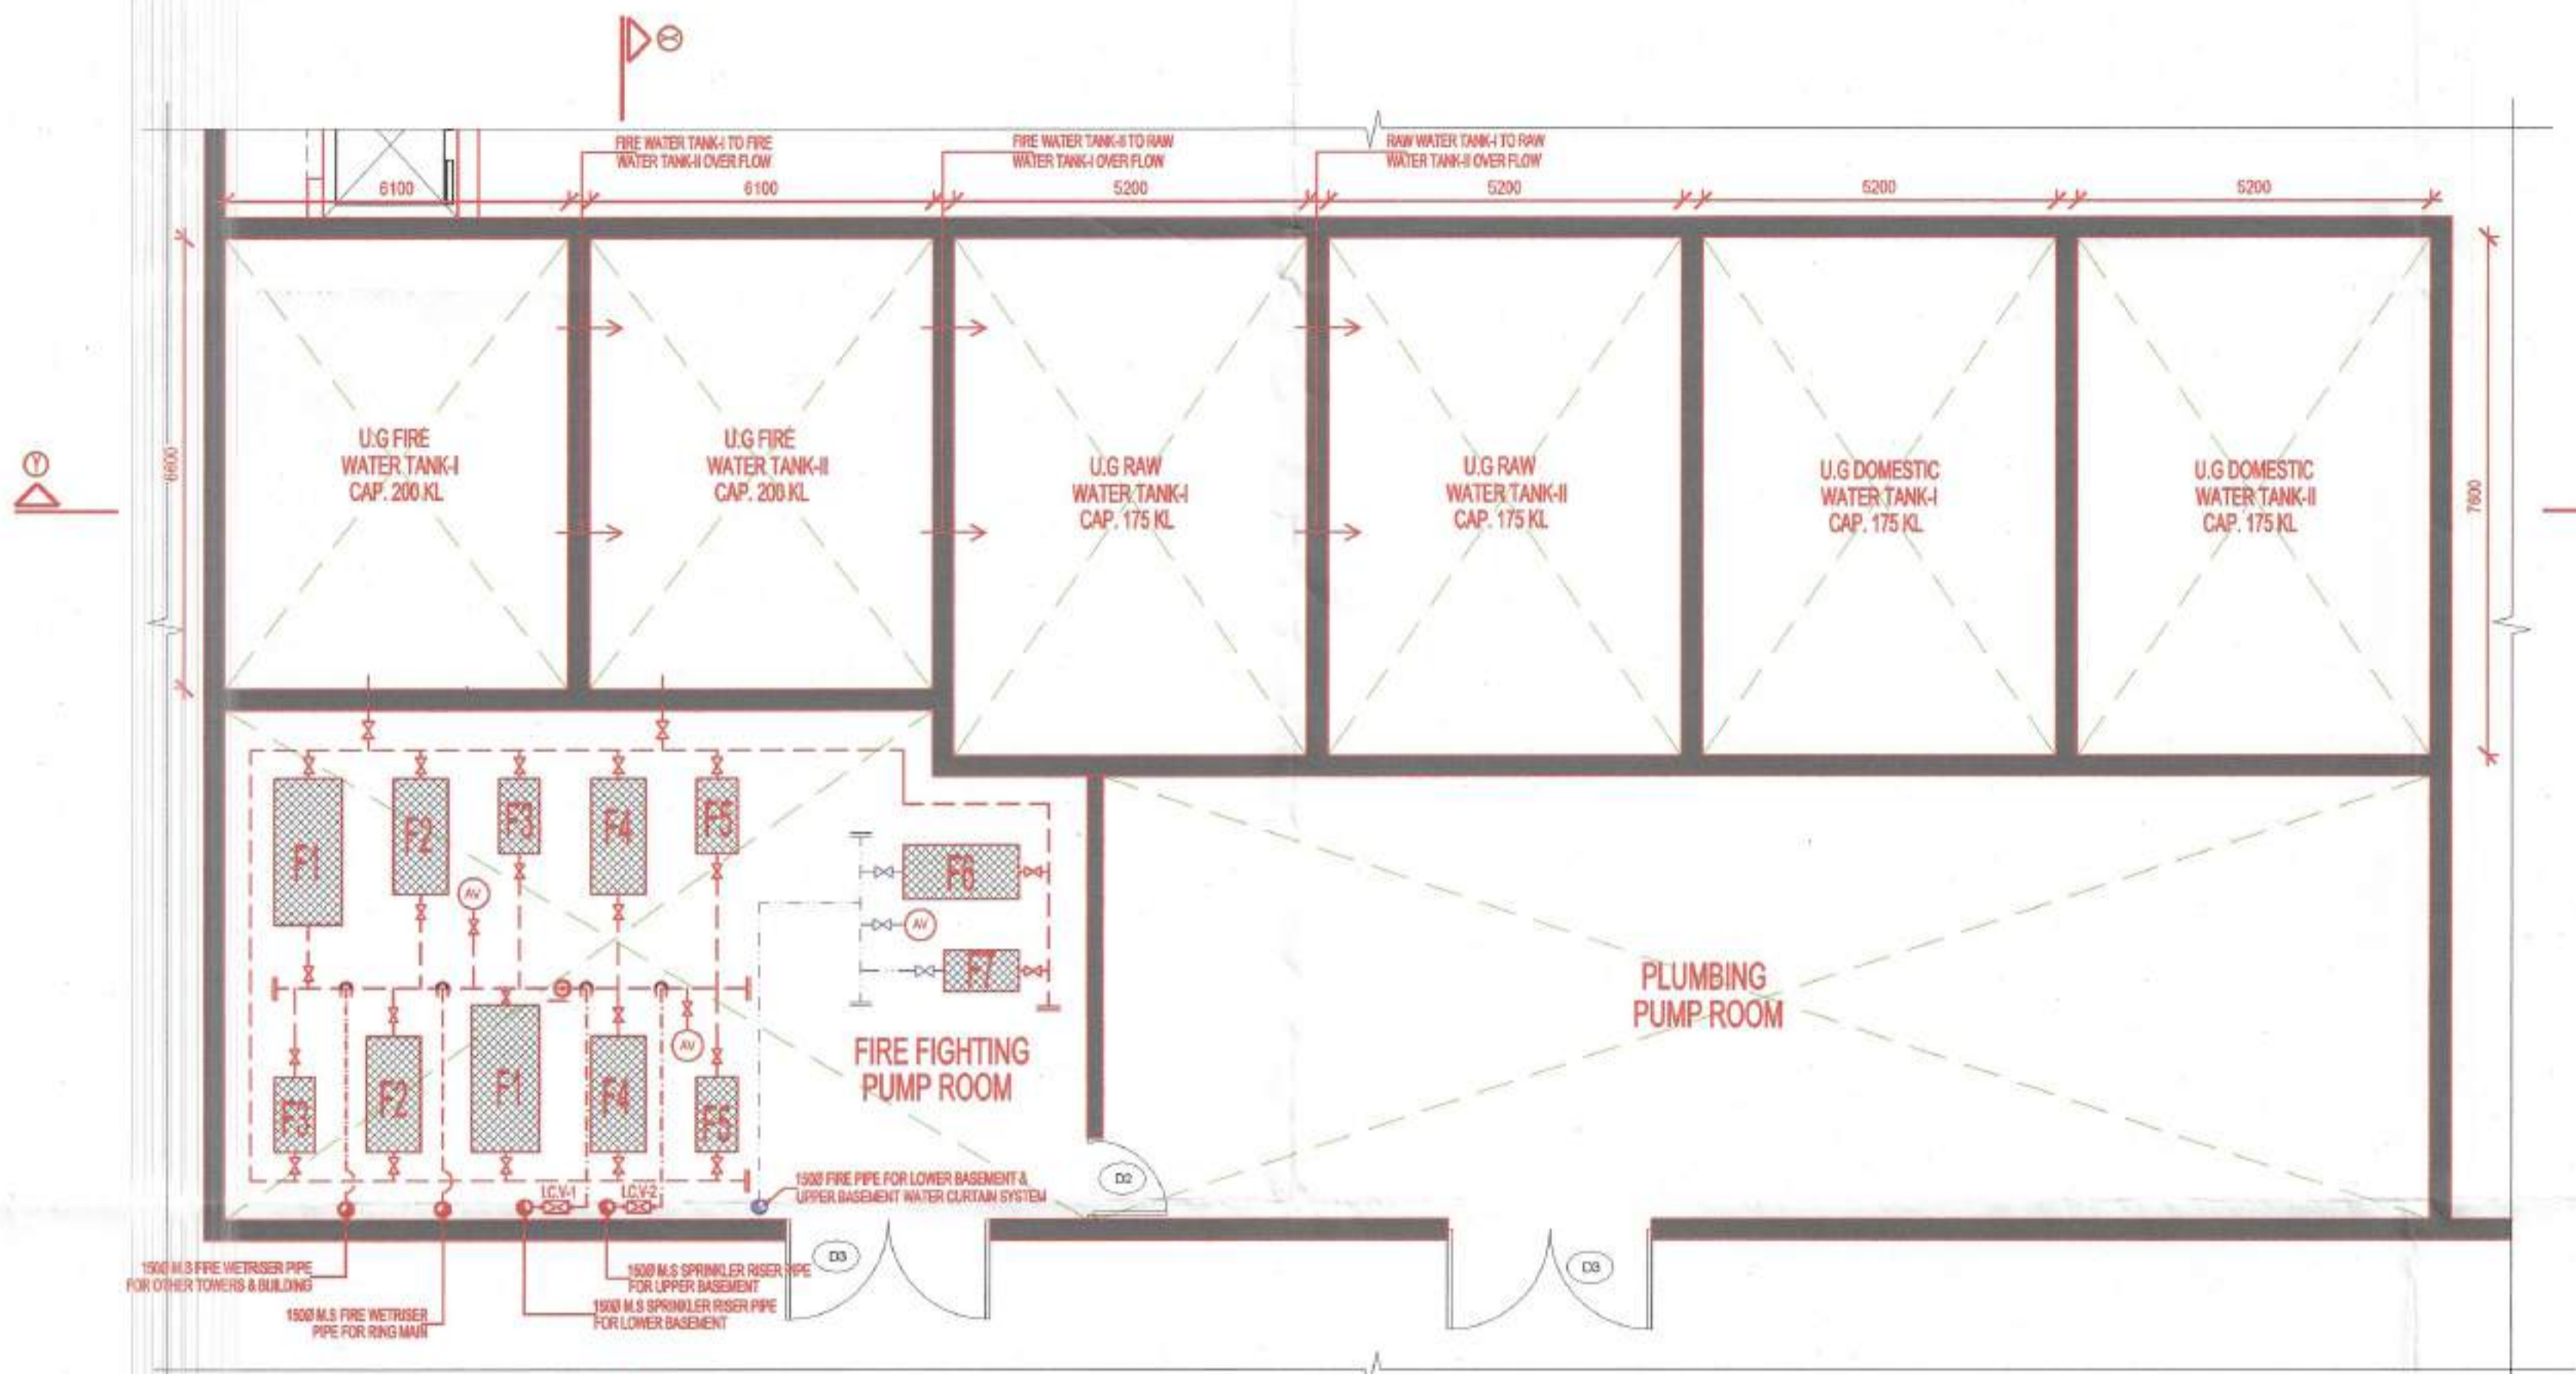 X
FIRE WATER TANK-I TO FIRE
WATER TANK-II OVER FLOW
FIRE WATER TANK-II TO RAW
WATER TANK-I OVER FLOW
RAW WATER TANK-I TO RAW
WATER TANK-II OVER FLOW
6100
6100
5200
5200
5200
5200
6600
7600
Y
U.G FIRE
WATER TANK-I
CAP. 200 KL
U.G FIRE
WATER TANK-II
CAP. 200 KL
U.G RAW
WATER TANK-I
CAP. 175 KL
U.G RAW
WATER TANK-II
CAP. 175 KL
U.G DOMESTIC
WATER TANK-I
CAP. 175 KL
U.G DOMESTIC
WATER TANK-II
CAP. 175 KL
F1
F2
F3
F4
F5
F6
AV
AV
F7
AV
F3
F2
F1
F4
F5
FIRE FIGHTING
PUMP ROOM
PLUMBING
PUMP ROOM
I.C.V-1
I.C.V-2
150Ø FIRE PIPE FOR LOWER BASEMENT &
UPPER BASEMENT WATER CURTAIN SYSTEM
D2
D3
D3
150Ø M.S FIRE WETRISER PIPE
FOR OTHER TOWERS & BUILDING
150Ø M.S FIRE WETRISER
PIPE FOR RING MAIN
150Ø M.S SPRINKLER RISER PIPE
FOR UPPER BASEMENT
150Ø M.S SPRINKLER RISER PIPE
FOR LOWER BASEMENT